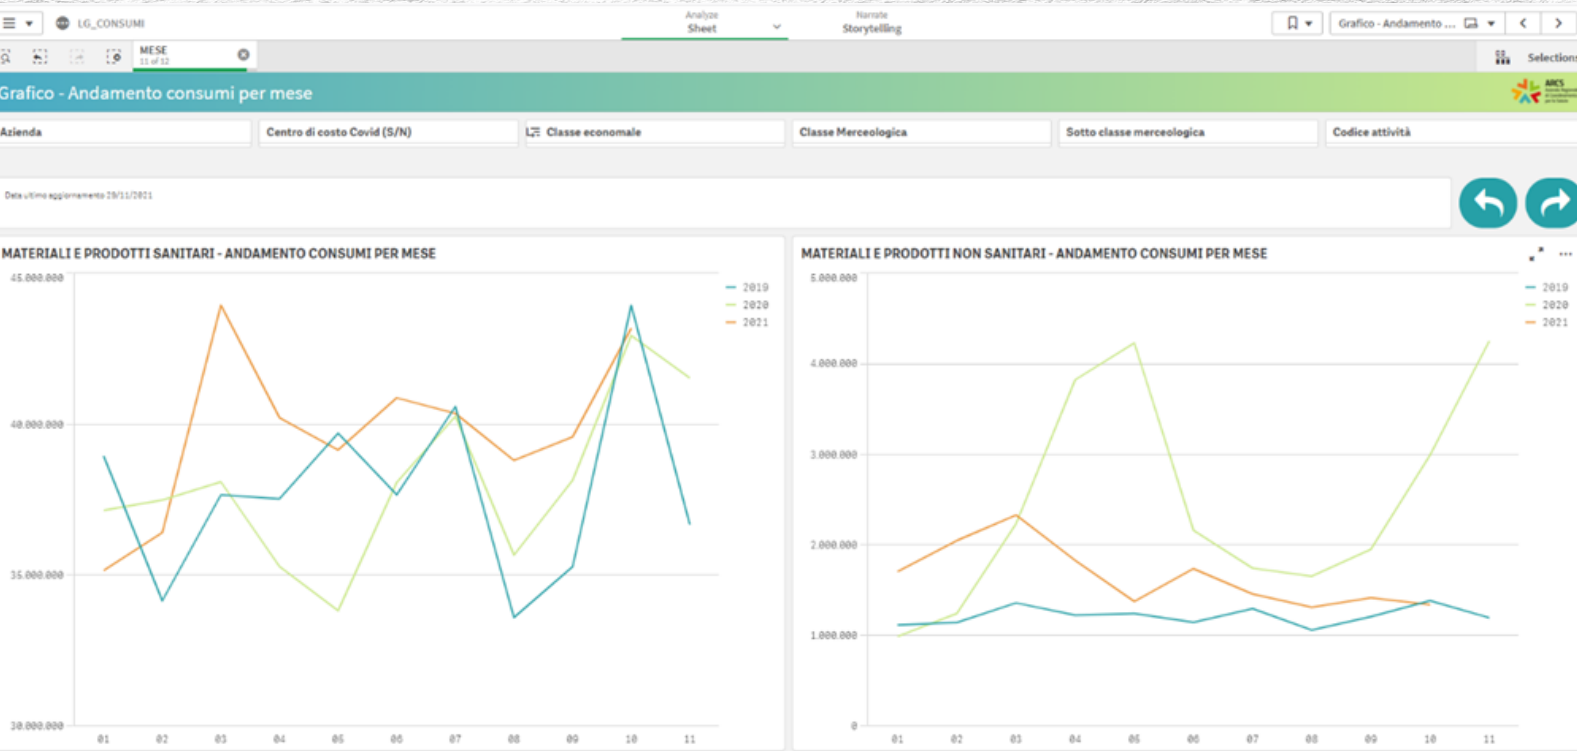 LG_CONSUMI
Analyze
Sheet
Narrate
Storytelling
Grafico - Andamento ...
MESE
11 of 12
Selections
Grafico - Andamento consumi per mese
ARCS
Azienda
Centro di costo Covid (S/N)
Classe economale
Classe Merceologica
Sotto classe merceologica
Codice attività
Data ultimo aggiornamento 29/11/2021
MATERIALI E PRODOTTI SANITARI - ANDAMENTO CONSUMI PER MESE
45.000.000
40.000.000
35.000.000
30.000.000
01 02 03 04 05 06 07 08 09 10 11
2019
2020
2021
MATERIALI E PRODOTTI NON SANITARI - ANDAMENTO CONSUMI PER MESE
...
5.000.000
4.000.000
3.000.000
2.000.000
1.000.000
0
01 02 03 04 05 06 07 08 09 10 11
2019
2020
2021